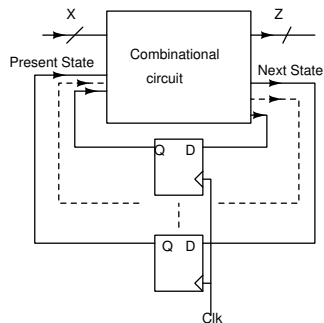 X
Z
Combinational
circuit
Present State
Next State
Q D
Q D
Clk